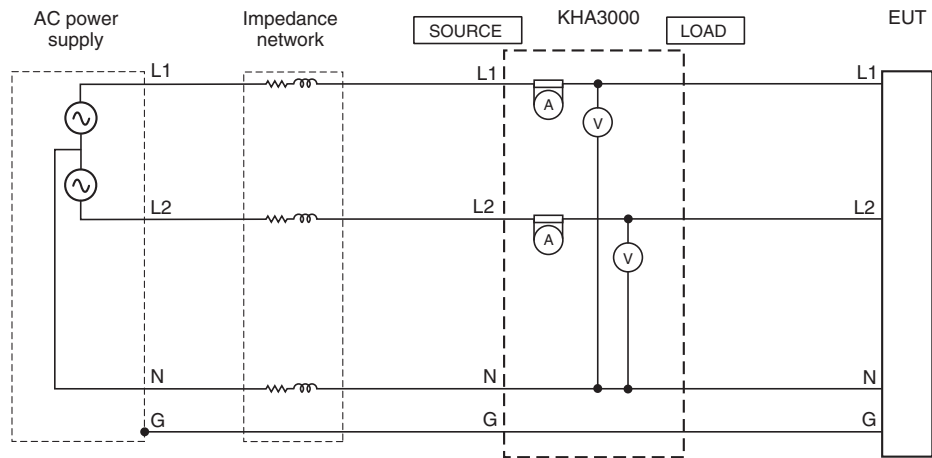 AC power
supply
Impedance
network
SOURCE
KHA3000
LOAD
EUT
L1
L1
L1
A
V
L2
L2
L2
A
V
N
N
N
G
G
G